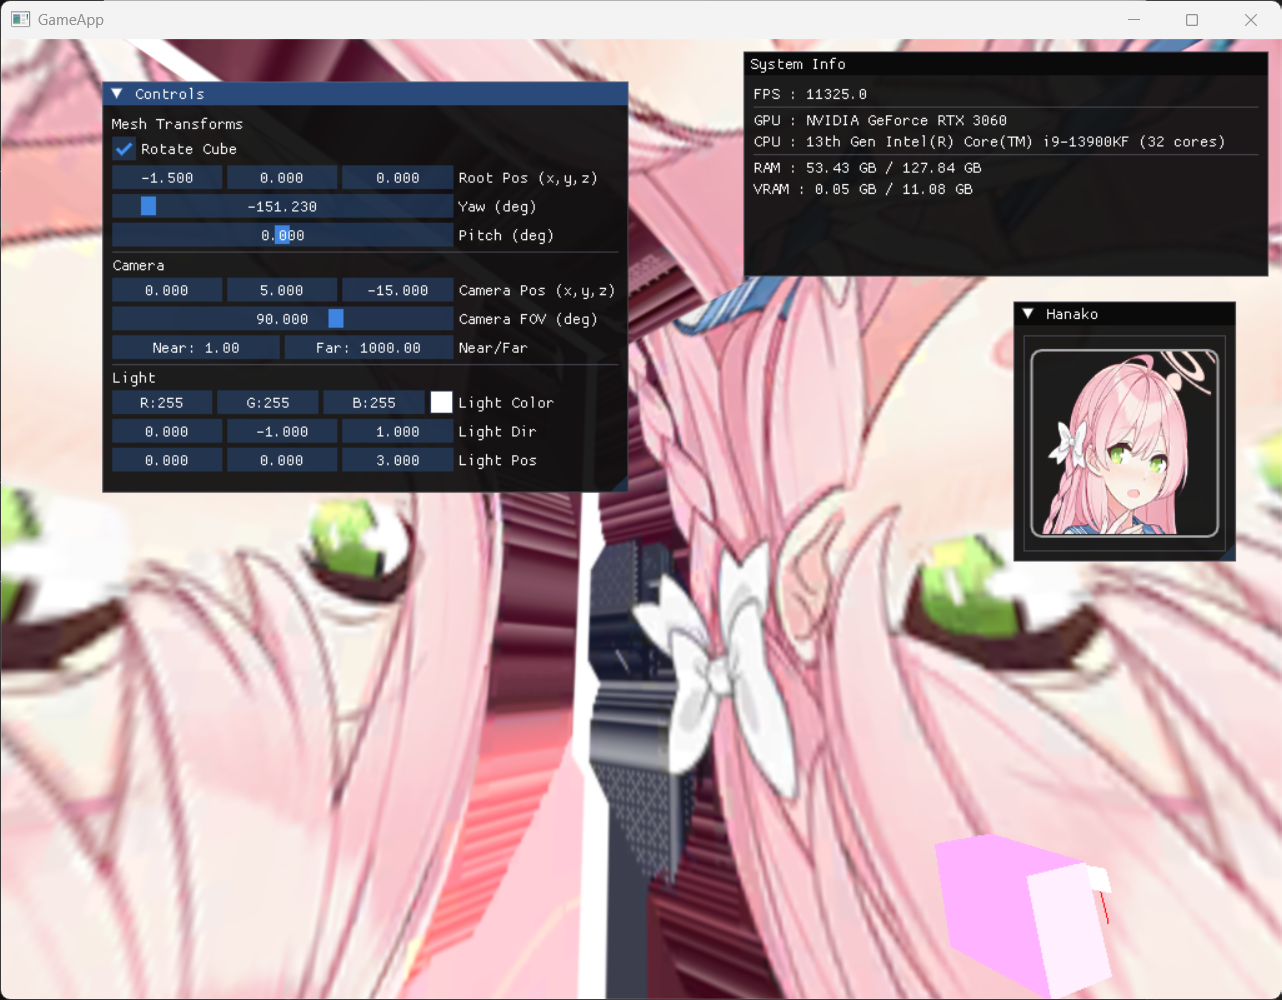 GameApp
Controls
Mesh Transforms
Rotate Cube
-1.500 0.000 0.000 Root Pos (x,y,z)
-151.230 Yaw (deg)
0.000 Pitch (deg)
Camera
0.000 5.000 -15.000 Camera Pos (x,y,z)
90.000 Camera FOV (deg)
Near: 1.00 Far: 1000.00 Near/Far
Light
R:255 G:255 B:255 Light Color
0.000 -1.000 1.000 Light Dir
0.000 0.000 3.000 Light Pos
System Info
FPS : 11325.0
GPU : NVIDIA GeForce RTX 3060
CPU : 13th Gen Intel(R) Core(TM) i9-13900KF (32 cores)
RAM : 53.43 GB / 127.84 GB
VRAM : 0.05 GB / 11.08 GB
Hanako